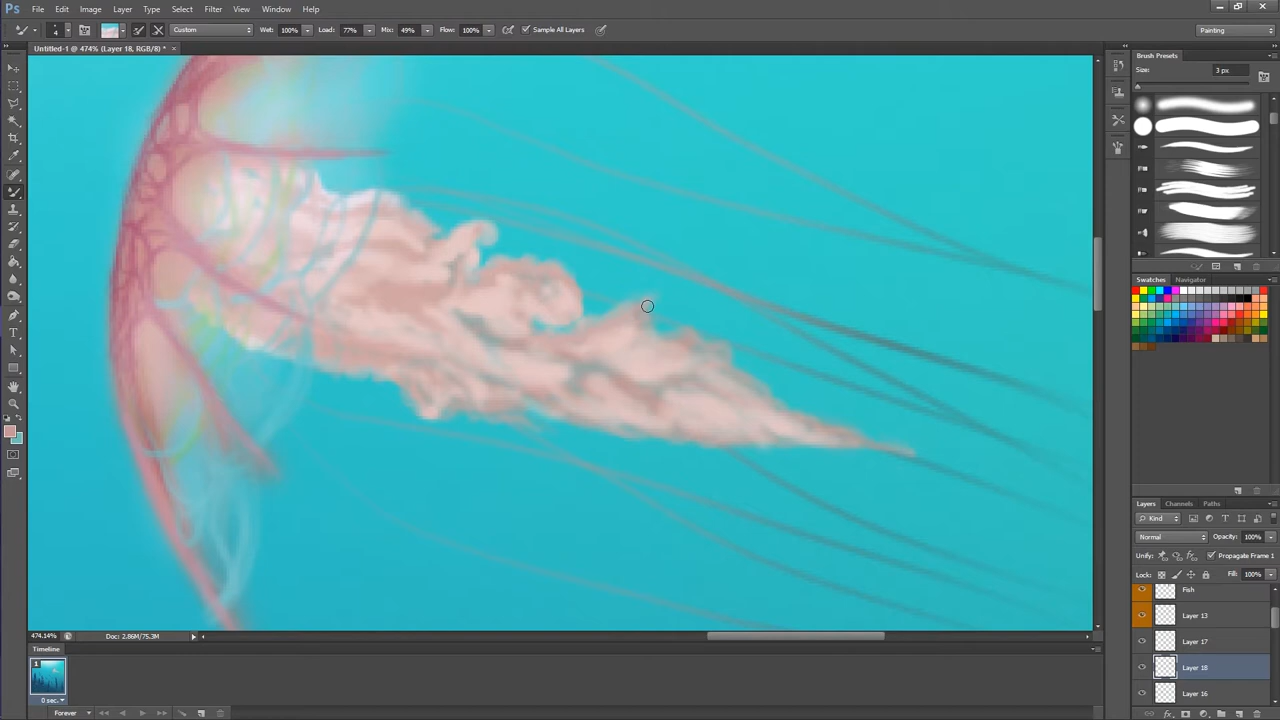 Ps File Edit Image Layer Type Select Filter View Window Help
4 Custom Wet: 100% Load: 77% Mix: 49% Flow: 100% Sample All Layers Painting
Untitled-1 @ 474% (Layer 18, RGB/8) * ×
Brush Presets
Size: 3 px
Swatches Navigator
Layers Channels Paths
Kind
Normal Opacity: 100%
Unify: Propagate Frame 1
Lock: Fill: 100%
Fish
Layer 13
Layer 17
Layer 18
Layer 16
474.14% Doc: 2.86M/75.3M
Timeline
1
0 sec.
Forever